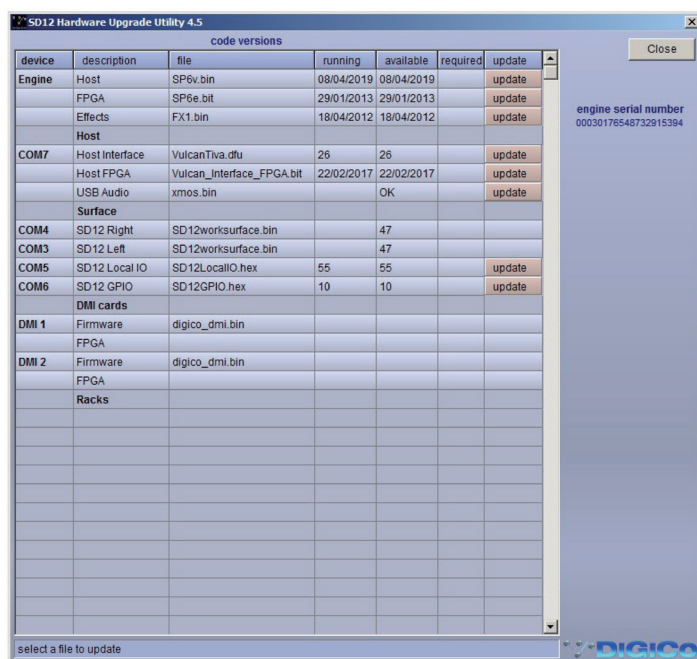 SD12 Hardware Upgrade Utility 4.5
code versions
Close
device description file running available required update
Engine Host SP6v.bin 08/04/2019 08/04/2019 update
FPGA SP6e.bit 29/01/2013 29/01/2013 update
Effects FX1.bin 18/04/2012 18/04/2012 update
engine serial number
00030176548732915394
Host
COM7 Host Interface VulcanTiva.dfu 26 26 update
Host FPGA Vulcan_Interface_FPGA.bit 22/02/2017 22/02/2017 update
USB Audio xmos.bin OK update
Surface
COM4 SD12 Right SD12worksurface.bin 47
COM3 SD12 Left SD12worksurface.bin 47
COM5 SD12 Local IO SD12LocalIO.hex 55 55 update
COM6 SD12 GPIO SD12GPIO.hex 10 10 update
DMI cards
DMI 1 Firmware digico_dmi.bin
FPGA
DMI 2 Firmware digico_dmi.bin
FPGA
Racks
select a file to update
DIGICO